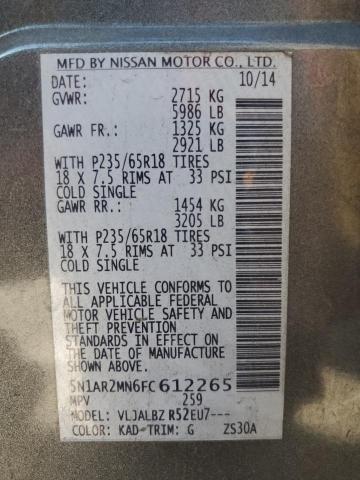 MFD BY NISSAN MOTOR CO., LTD.
DATE: 10/14
GVWR: 2715 KG
5986 LB
GAWR FR.: 1325 KG
2921 LB
WITH P235/65R18 TIRES
18 X 7.5 RIMS AT 33 PSI
COLD SINGLE
GAWR RR.: 1454 KG
3205 LB
WITH P235/65R18 TIRES
18 X 7.5 RIMS AT 33 PSI
COLD SINGLE
THIS VEHICLE CONFORMS TO
ALL APPLICABLE FEDERAL
MOTOR VEHICLE SAFETY AND
THEFT PREVENTION
STANDARDS IN EFFECT ON
THE DATE OF MANUFACTURE
SHOWN ABOVE.
5N1AR2MN6FC612265
MPV 259
MODEL: VLJALBZ R52EU7---
COLOR: KAD-TRIM: G ZS30A